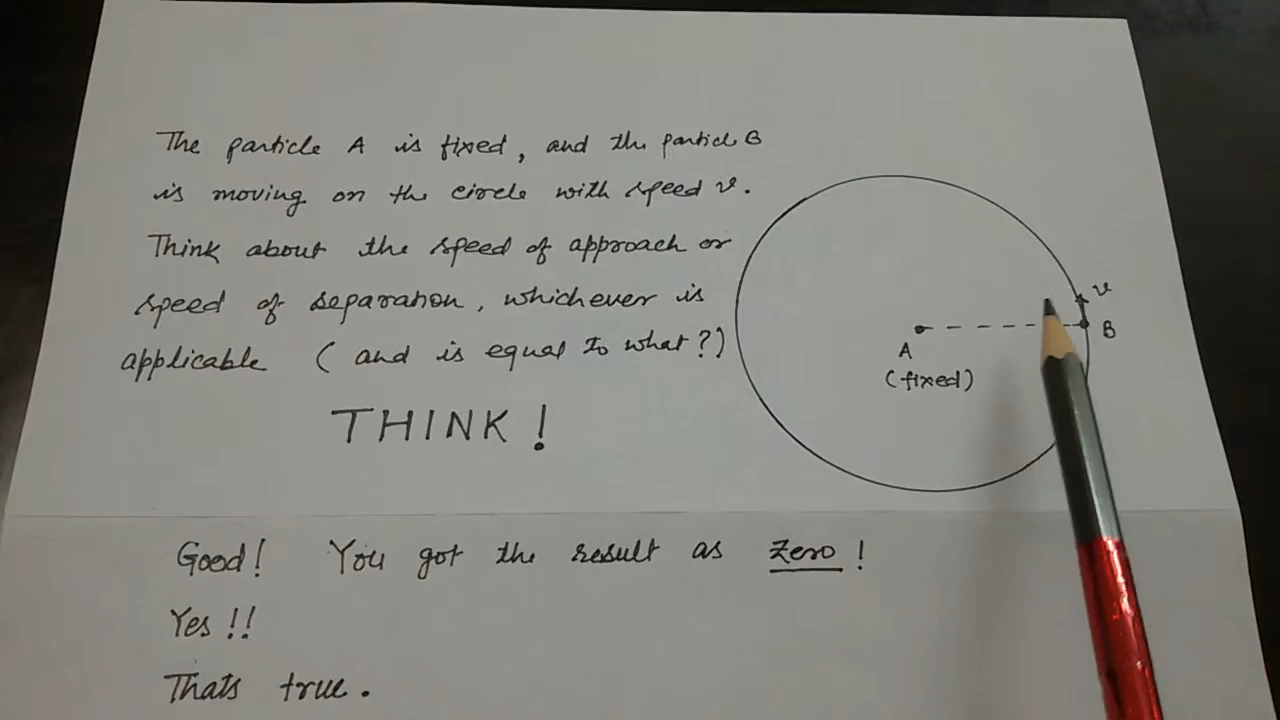 The particle A is fixed, and the particle B
is moving on the circle with speed v.
Think about the speed of approach or
speed of separation, whichever is
applicable ( and is equal to what?)
THINK!
v
B
A
(fixed)
Good! You got the result as Zero!
Yes!!
Thats true.